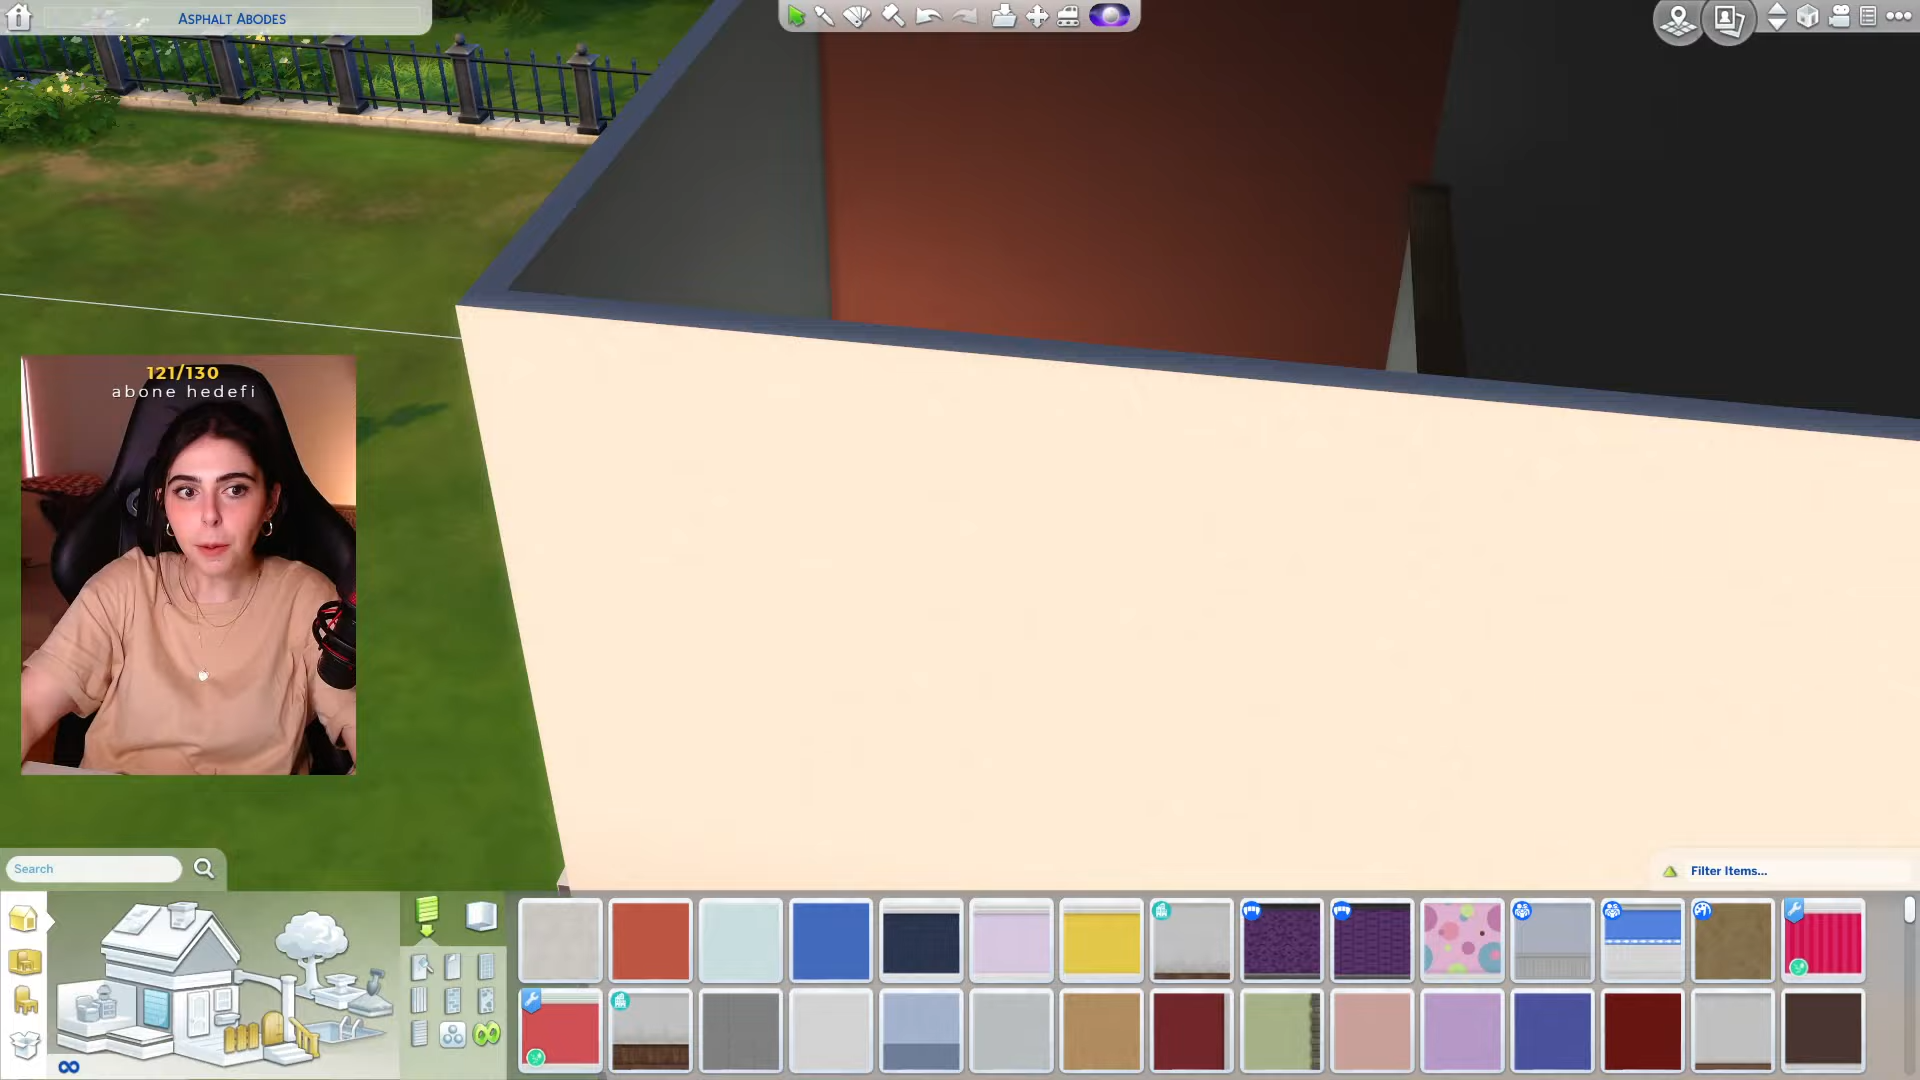 ASPHALT ABODES
121/130
abone hedefi
Search
Filter Items...